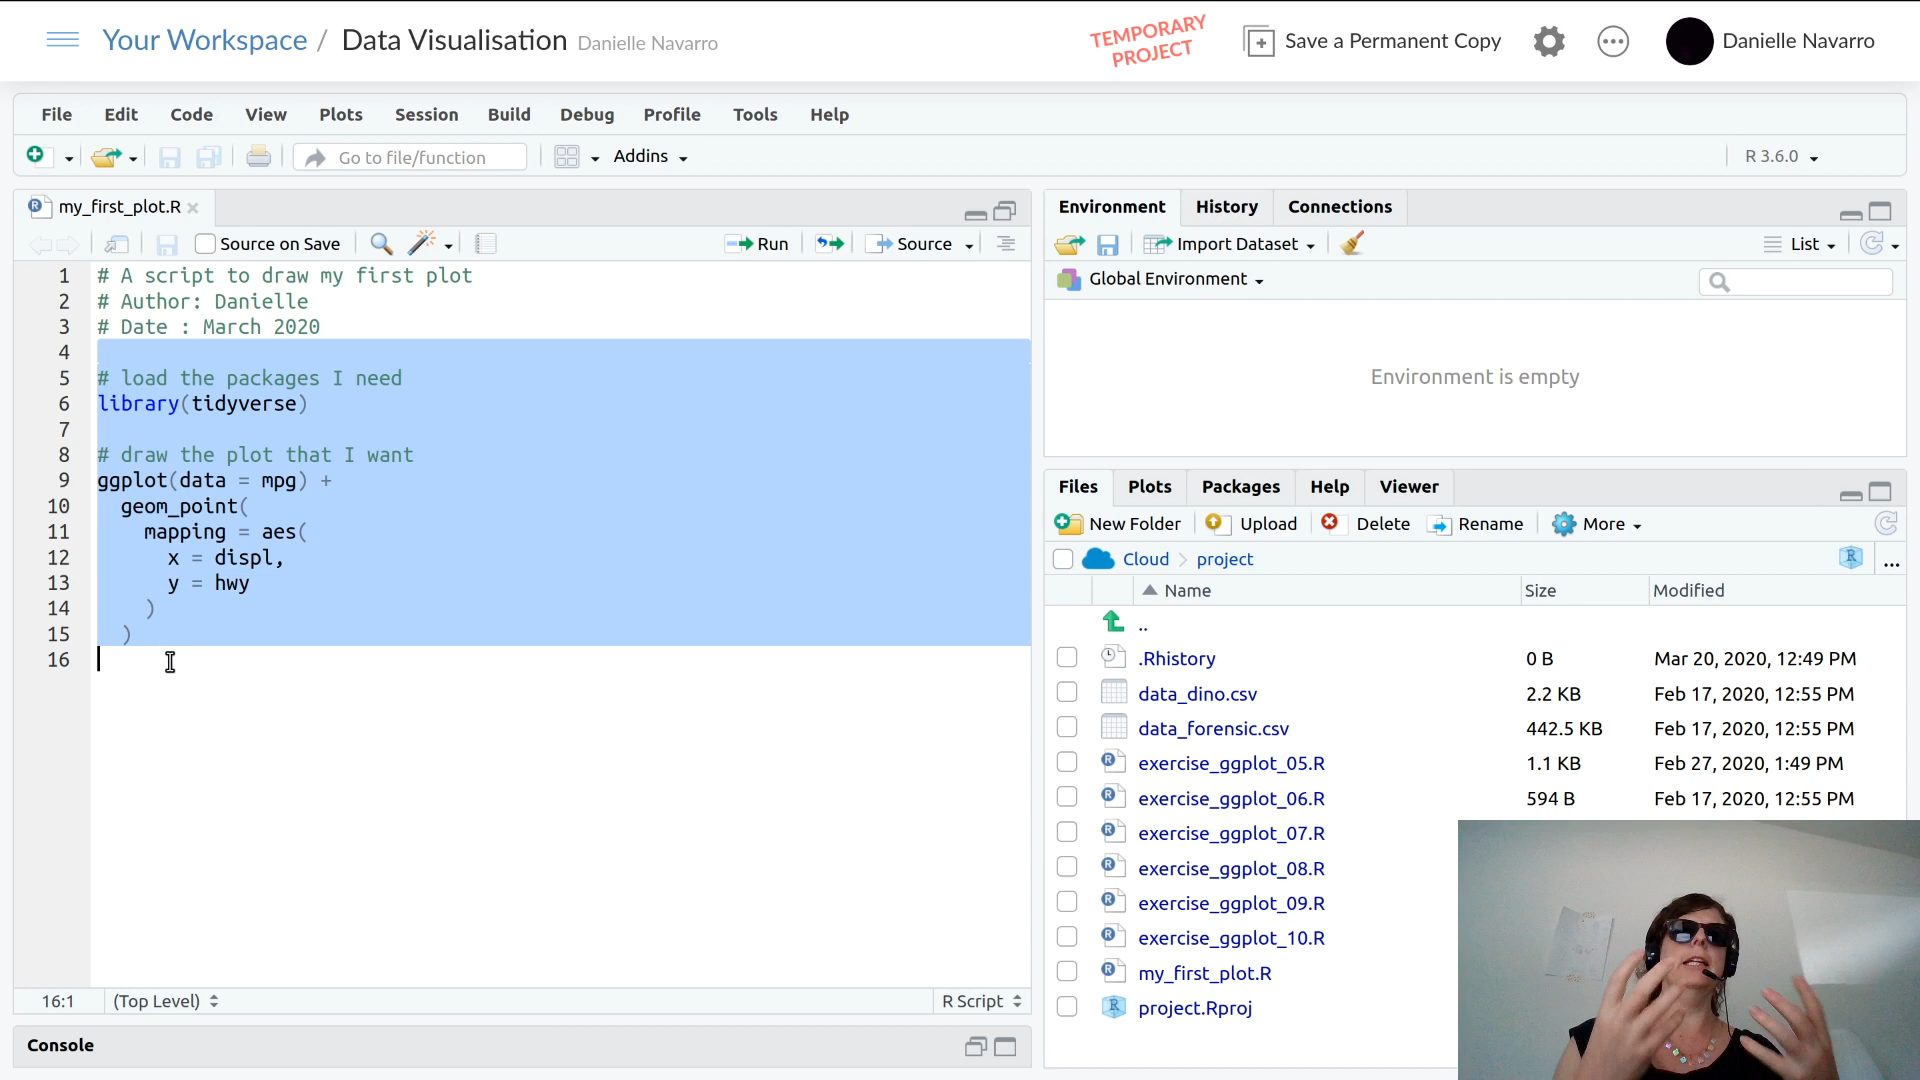 Your Workspace / Data Visualisation Danielle Navarro
TEMPORARY
PROJECT
Save a Permanent Copy
Danielle Navarro
File Edit Code View Plots Session Build Debug Profile Tools Help
Go to file/function
Addins
R 3.6.0
my_first_plot.R
Source on Save
Run
Source
1 # A script to draw my first plot
2 # Author: Danielle
3 # Date : March 2020
4
5 # load the packages I need
6 library(tidyverse)
7
8 # draw the plot that I want
9 ggplot(data = mpg) +
10 geom_point(
11 mapping = aes(
12 x = displ,
13 y = hwy
14 )
15 )
16
16:1 (Top Level) R Script
Console
Environment History Connections
Import Dataset
List
Global Environment
Environment is empty
Files Plots Packages Help Viewer
New Folder Upload Delete Rename More
Cloud > project
...
Name Size Modified
..
.Rhistory 0 B Mar 20, 2020, 12:49 PM
data_dino.csv 2.2 KB Feb 17, 2020, 12:55 PM
data_forensic.csv 442.5 KB Feb 17, 2020, 12:55 PM
exercise_ggplot_05.R 1.1 KB Feb 27, 2020, 1:49 PM
exercise_ggplot_06.R 594 B Feb 17, 2020, 12:55 PM
exercise_ggplot_07.R
exercise_ggplot_08.R
exercise_ggplot_09.R
exercise_ggplot_10.R
my_first_plot.R
project.Rproj